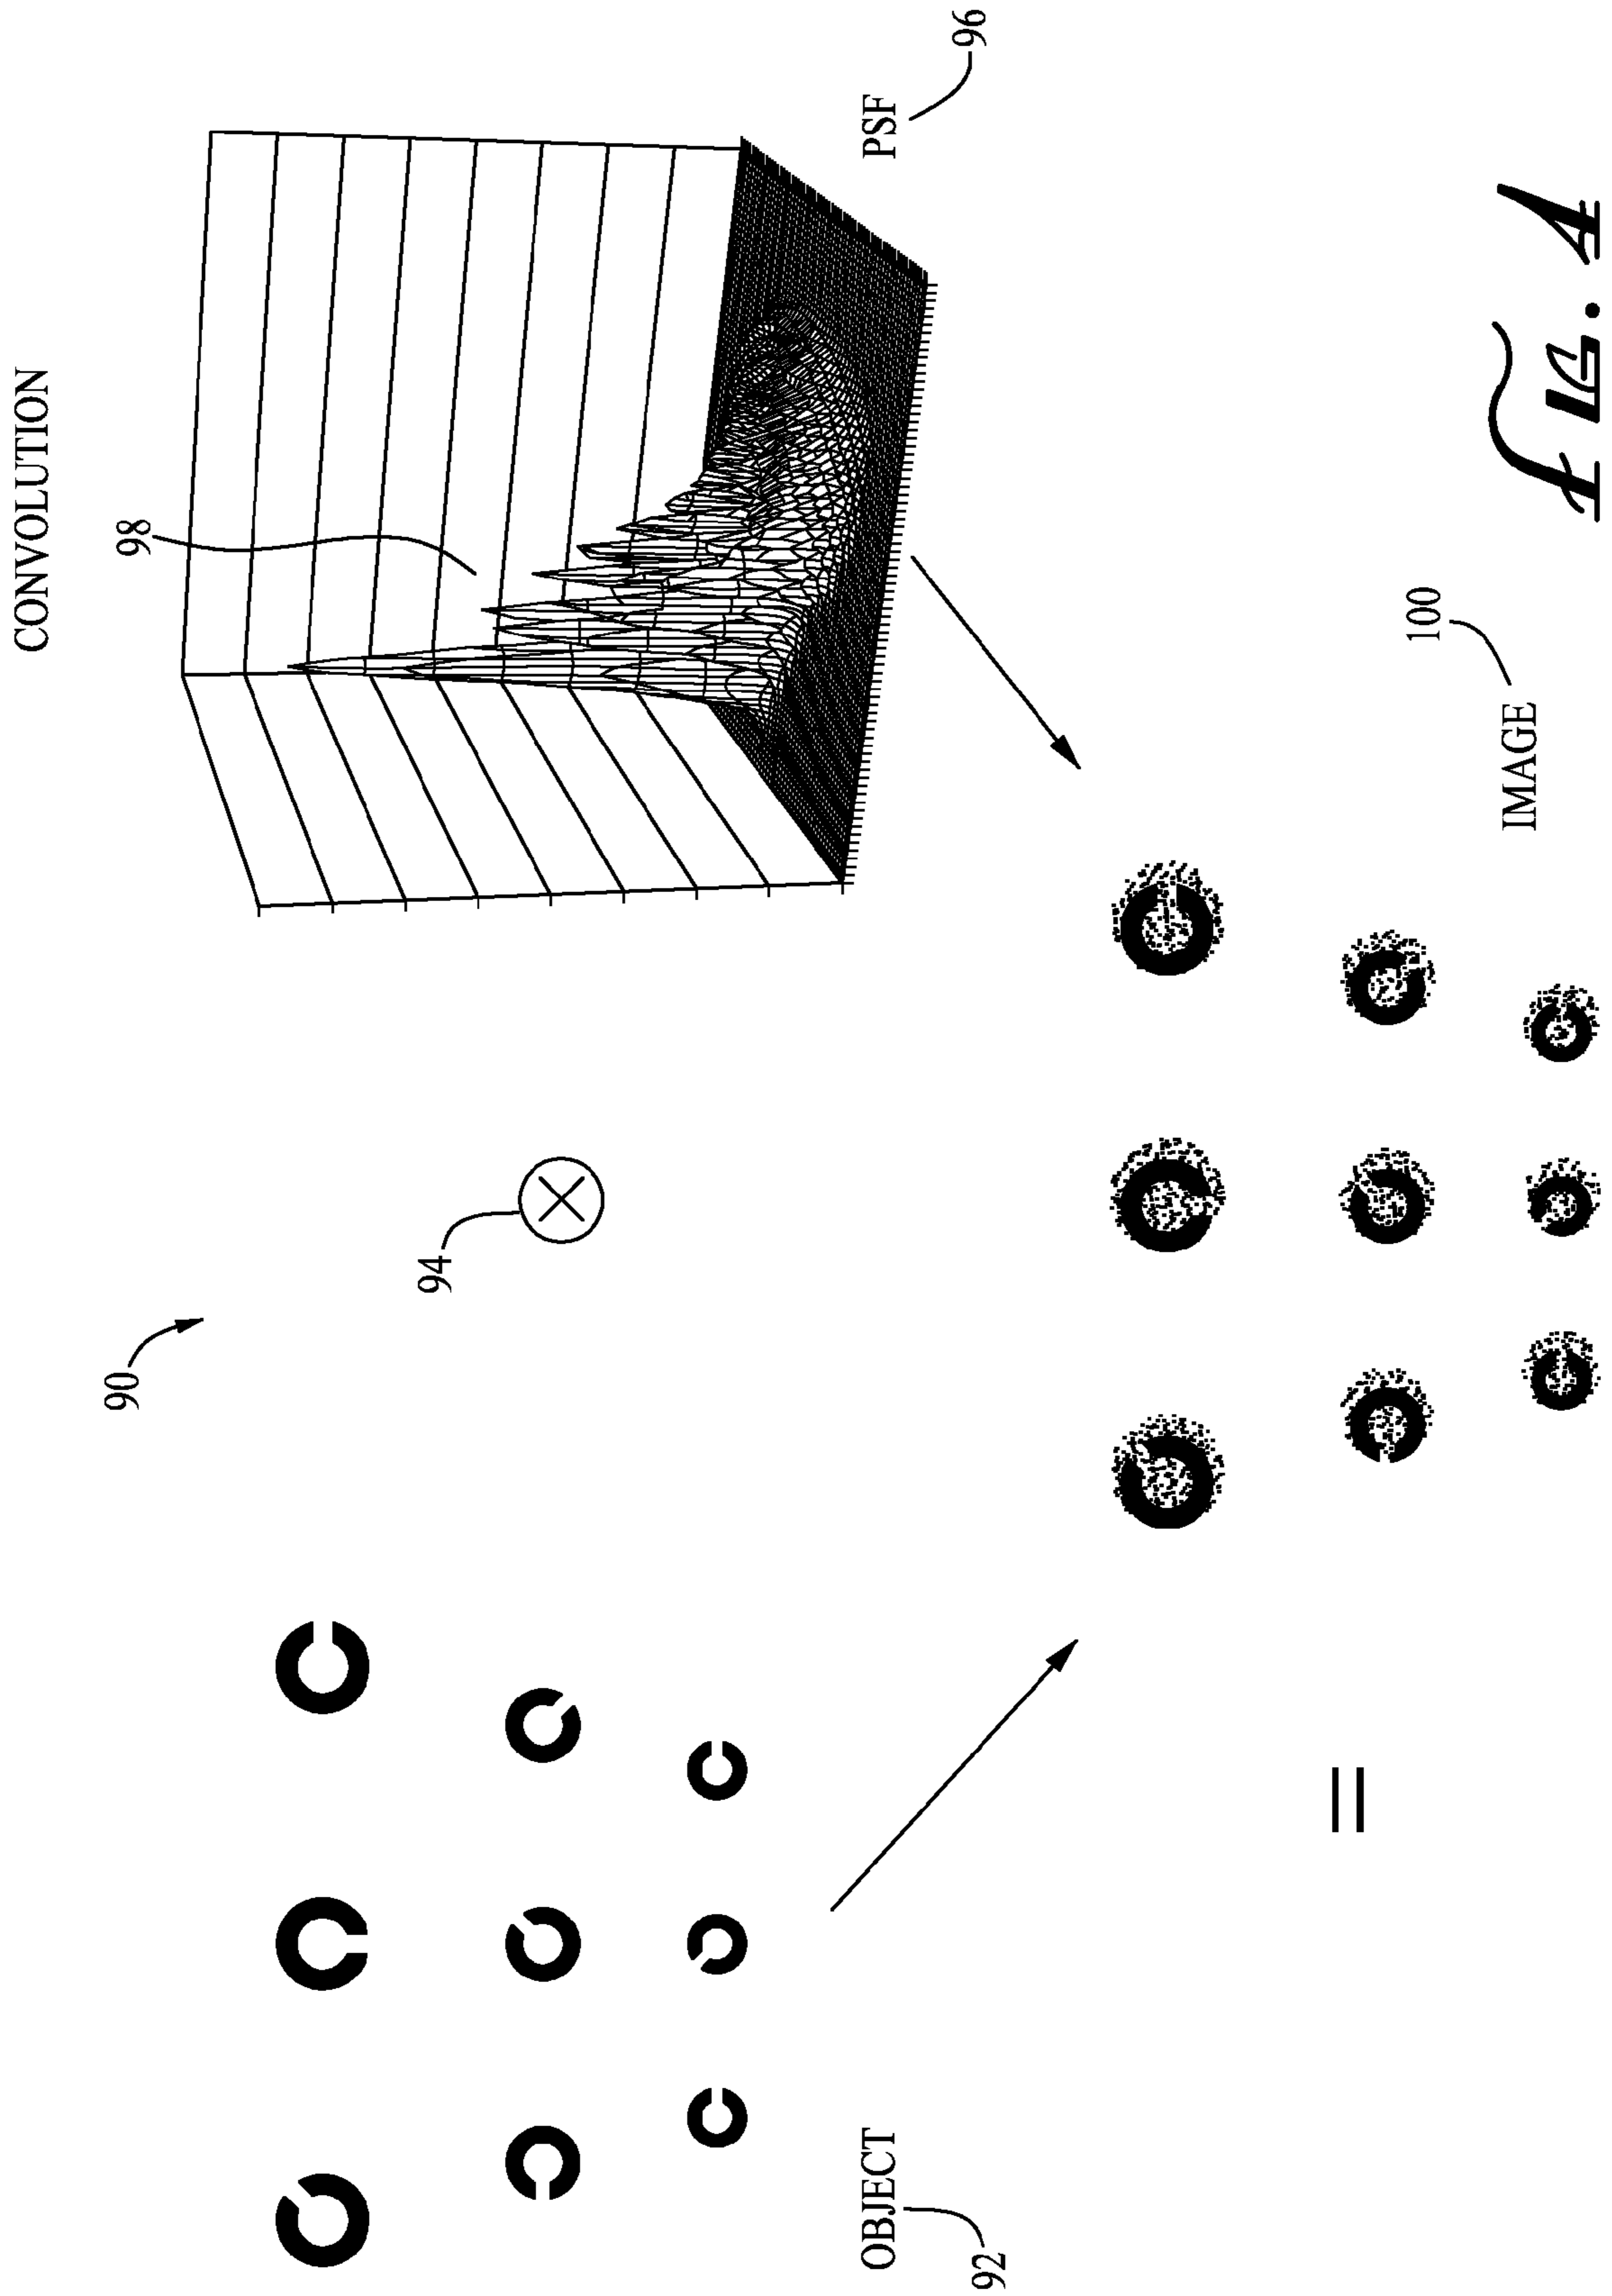 CONVOLUTION
90
98
94
OBJECT
92
PSF
96
IMAGE
100
FIG. 4